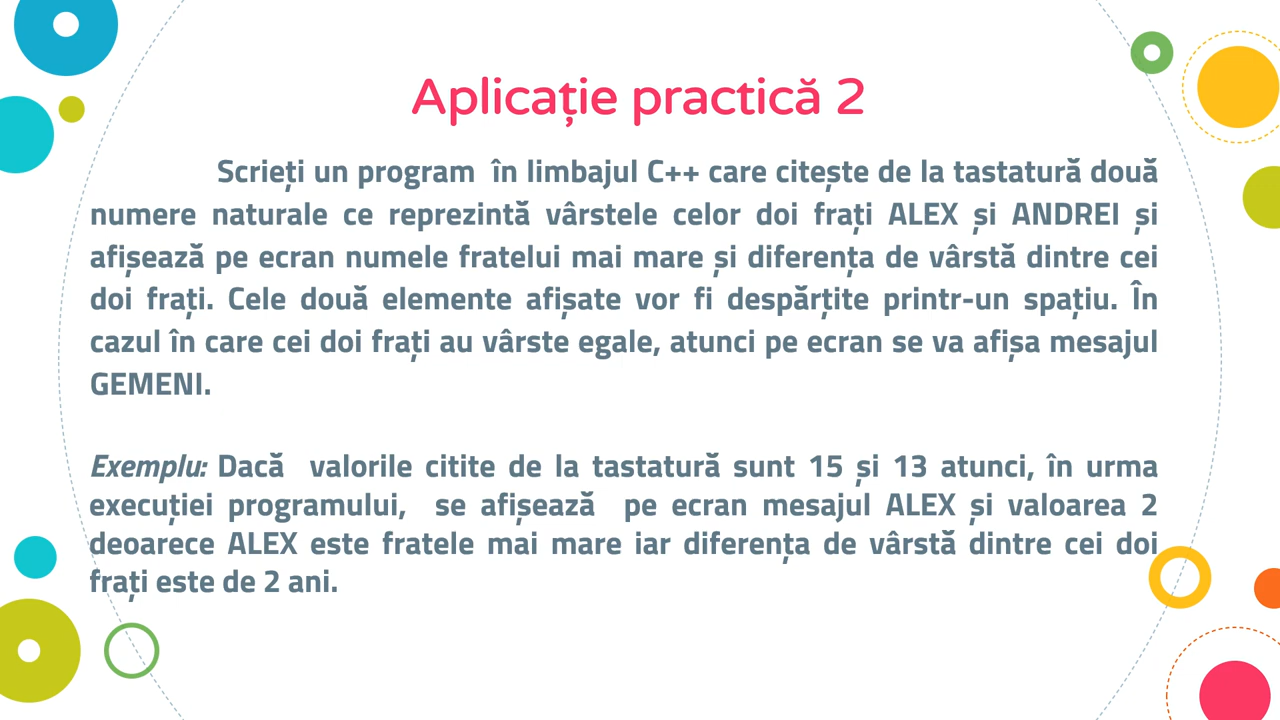 Aplicație practică 2
Scrieți un program în limbajul C++ care citește de la tastatură două
numere naturale ce reprezintă vârstele celor doi frați ALEX și ANDREI și
afișează pe ecran numele fratelui mai mare și diferența de vârstă dintre cei
doi frați. Cele două elemente afișate vor fi despărțite printr-un spațiu. În
cazul în care cei doi frați au vârste egale, atunci pe ecran se va afișa mesajul
GEMENI.
Exemplu: Dacă valorile citite de la tastatură sunt 15 și 13 atunci, în urma
execuției programului, se afișează pe ecran mesajul ALEX și valoarea 2
deoarece ALEX este fratele mai mare iar diferența de vârstă dintre cei doi
frați este de 2 ani.